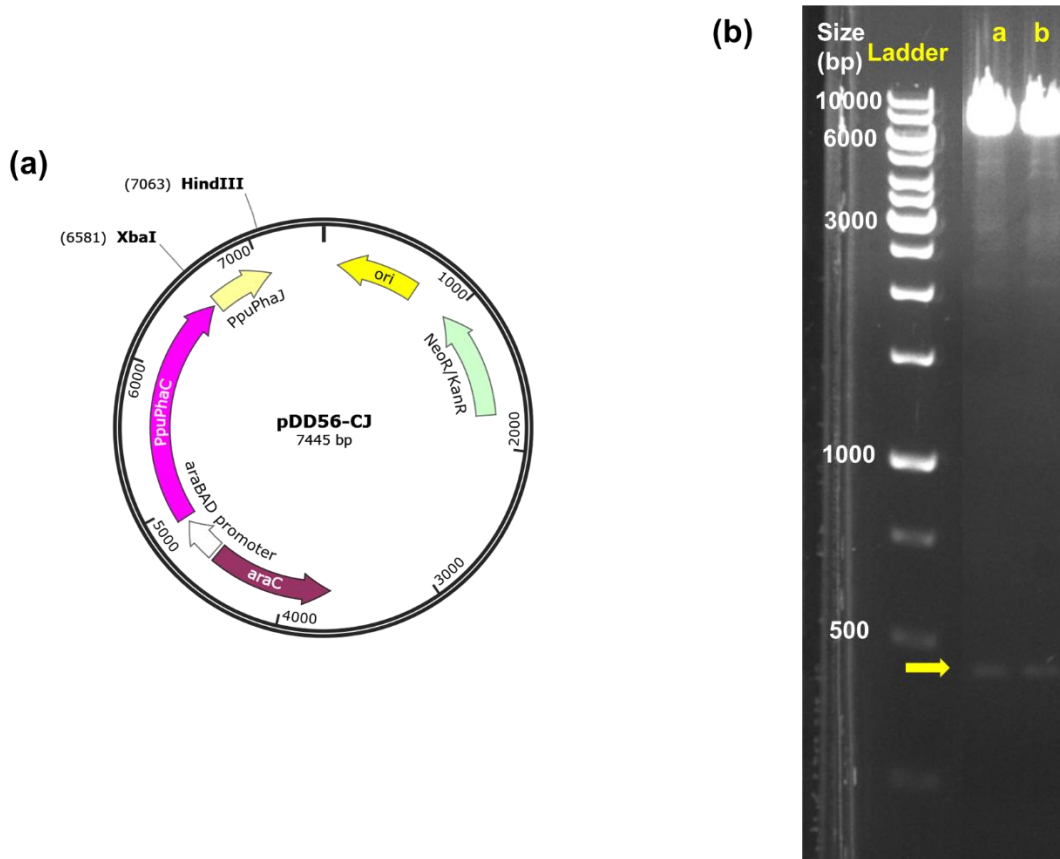 (a)
(7063) HindIII
(6581) XbaI
7000
1000
ori
PpuPhaJ
NeoR/KanR
6000
PpuPhaC
pDD56-CJ
7445 bp
2000
araBAD promoter
5000
araC
3000
4000
(b)
Size
(bp)
Ladder
a
b
10000
6000
3000
1000
500